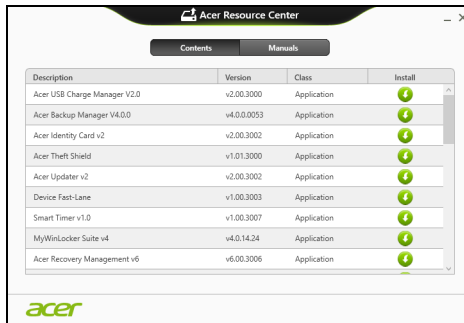 Acer Resource Center
Contents Manuals
Description Version Class Install
Acer USB Charge Manager V2.0 v2.00.3000 Application
Acer Backup Manager V4.0.0 v4.0.0.0053 Application
Acer Identity Card v2 v2.00.3002 Application
Acer Theft Shield v1.01.3000 Application
Acer Updater v2 v2.00.3002 Application
Device Fast-Lane v1.00.3003 Application
Smart Timer v1.0 v1.00.3007 Application
MyWinLocker Suite v4 v4.0.14.24 Application
Acer Recovery Management v6 v6.00.3006 Application
acer